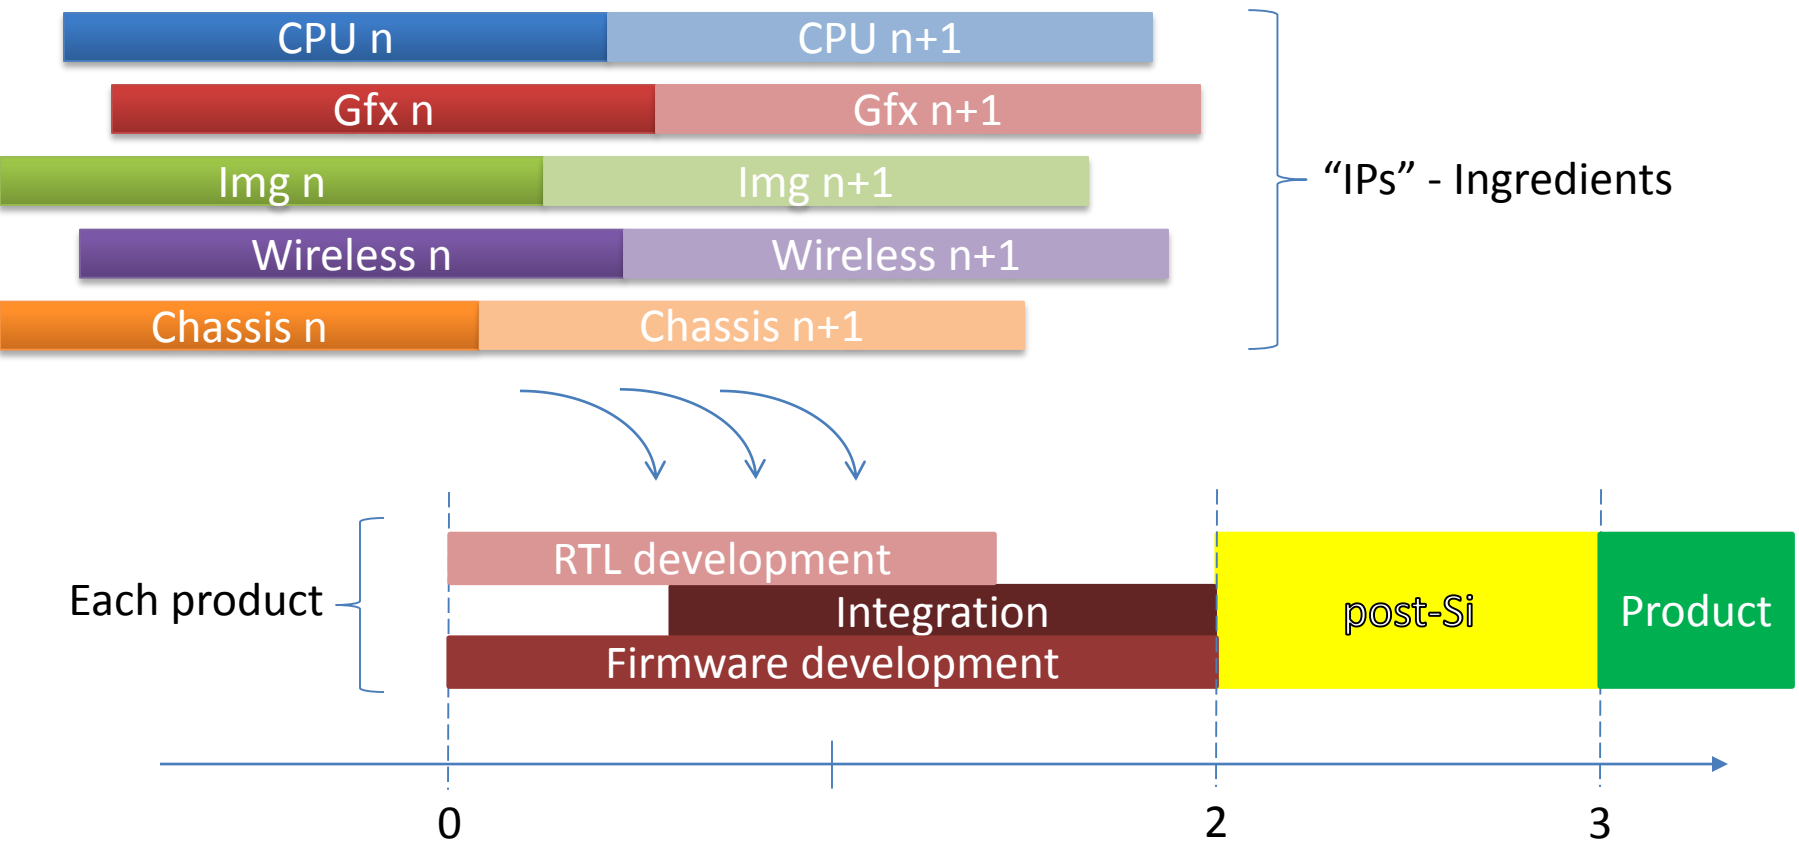 CPU n
CPU n+1
Gfx n
Gfx n+1
Img n
Img n+1
“IPs” - Ingredients
Wireless n
Wireless n+1
Chassis n
Chassis n+1
RTL development
Each product
Integration
post-Si
Product
Firmware development
0
2
3